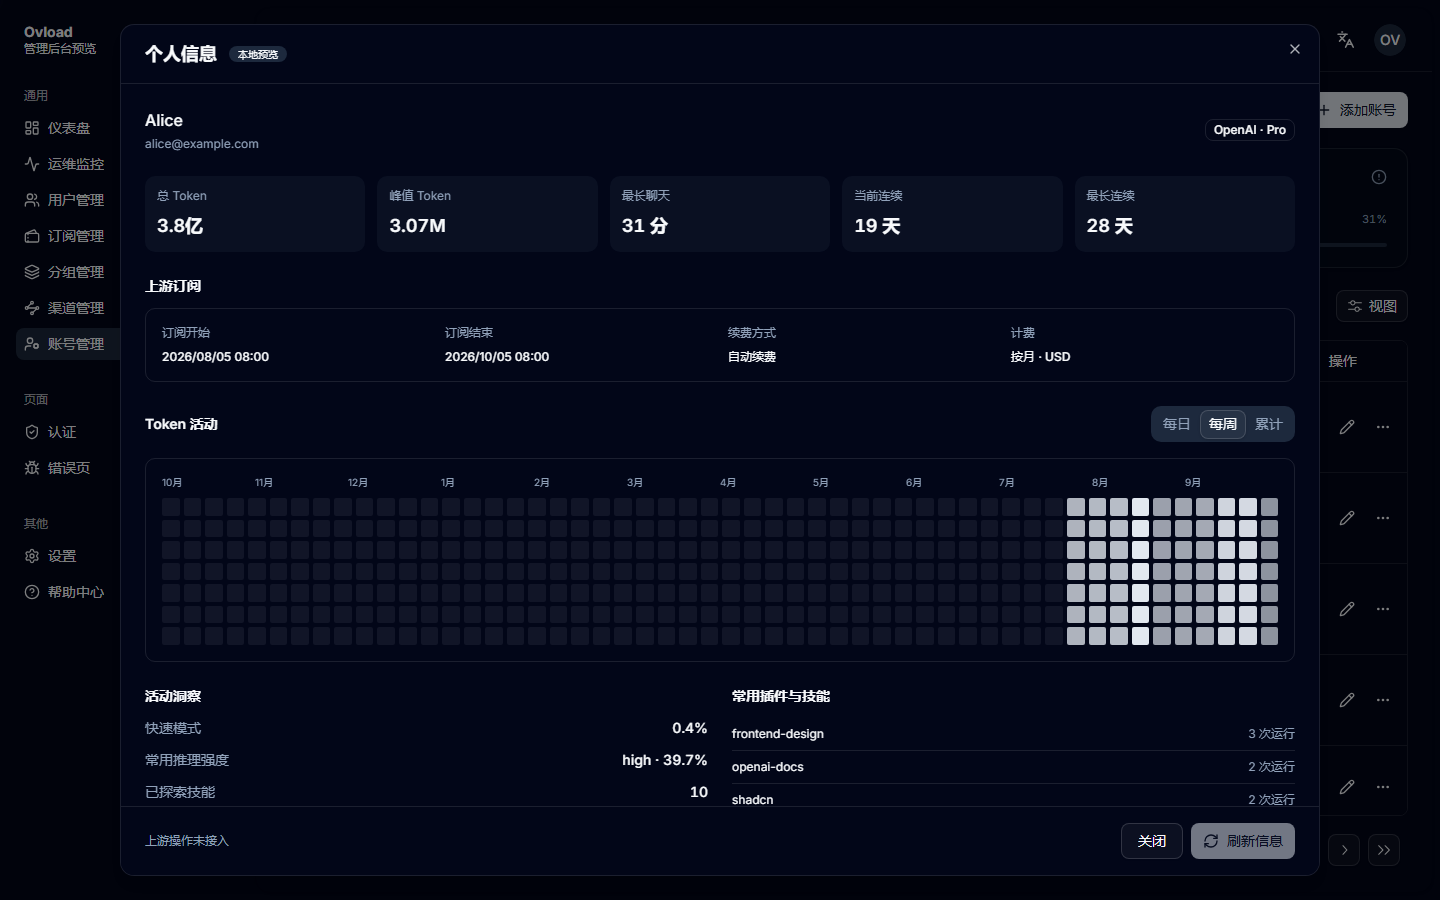 Ovload
管理后台预览
通用
仪表盘
运维监控
用户管理
订阅管理
分组管理
渠道管理
账号管理
页面
认证
错误页
其他
设置
帮助中心
OV
添加账号
31%
视图
操作
个人信息
本地预览
Alice
alice@example.com
OpenAI · Pro
总 Token
3.8亿
峰值 Token
3.07M
最长聊天
31 分
当前连续
19 天
最长连续
28 天
上游订阅
订阅开始
2026/08/05 08:00
订阅结束
2026/10/05 08:00
续费方式
自动续费
计费
按月 · USD
Token 活动
每日 每周 累计
10月 11月 12月 1月 2月 3月 4月 5月 6月 7月 8月 9月
活动洞察
快速模式 0.4%
常用推理强度 high · 39.7%
已探索技能 10
常用插件与技能
frontend-design 3 次运行
openai-docs 2 次运行
shadcn 2 次运行
上游操作未接入
关闭
刷新信息